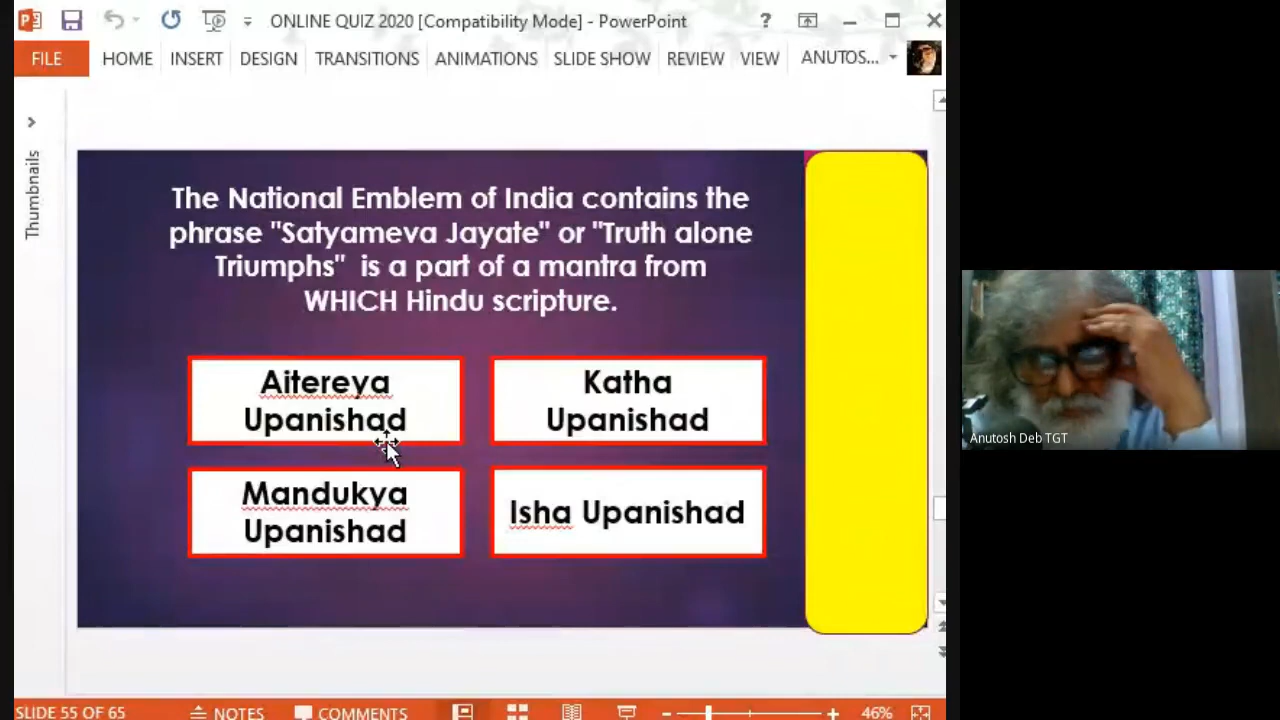 ONLINE QUIZ 2020 [Compatibility Mode] - PowerPoint
?
FILE HOME INSERT DESIGN TRANSITIONS ANIMATIONS SLIDE SHOW REVIEW VIEW ANUTOS...
Thumbnails
The National Emblem of India contains the
phrase "Satyameva Jayate" or "Truth alone
Triumphs" is a part of a mantra from
WHICH Hindu scripture.
Aitereya
Upanishad
Katha
Upanishad
Mandukya
Upanishad
Isha Upanishad
Anutosh Deb TGT
SLIDE 55 OF 65 NOTES COMMENTS 46%